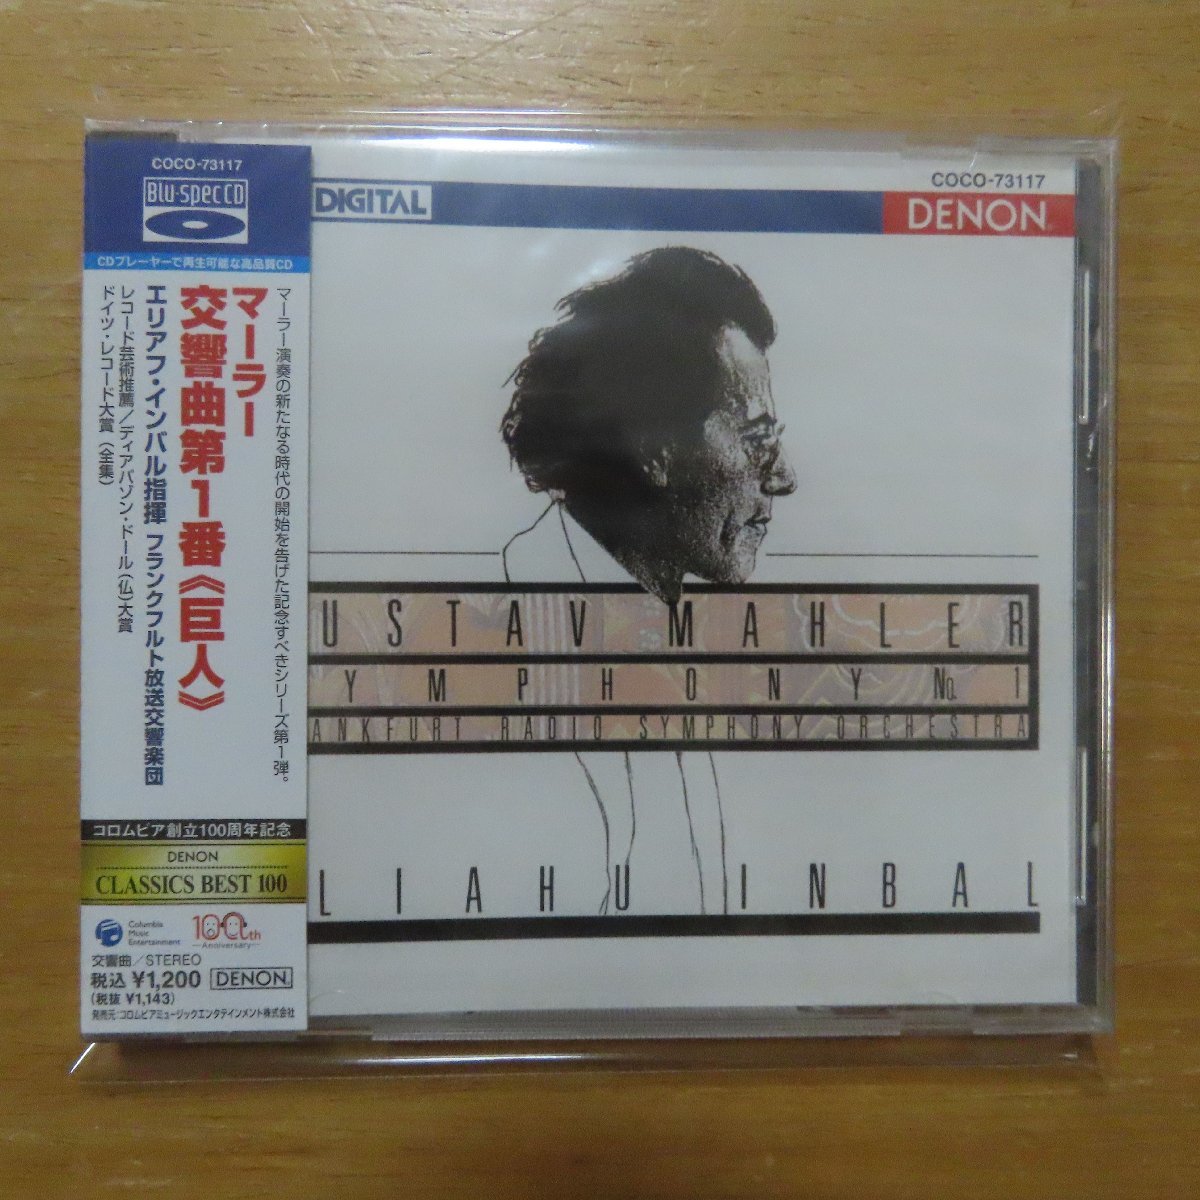 COCO-73117
Blu-specCD
CDプレーヤーで再生可能な高品質CD
マーラー演奏の新たなる時代の開始を告げた記念すべきシリーズ第1弾。
マーラー
交響曲第1番《巨人》
エリアフ・インバル指揮 フランクフルト放送交響楽団
レコード芸術推薦/ディアパゾン・ドール(仏)大賞
ドイツ・レコード大賞(全集)
コロムビア創立100周年記念
DENON
CLASSICS BEST 100
Columbia
Music
Entertainment
100th
Anniversary
交響曲/STEREO
税込 ¥1,200
DENON
(税抜 ¥1,143)
発売元:コロムビアミュージックエンタテインメント株式会社
COCO-73117
DIGITAL
DENON
USTAV MAHLER
YMPHONY No. 1
ANKFURT RADIO SYMPHONY ORCHESTRA
LIAHU INBAL